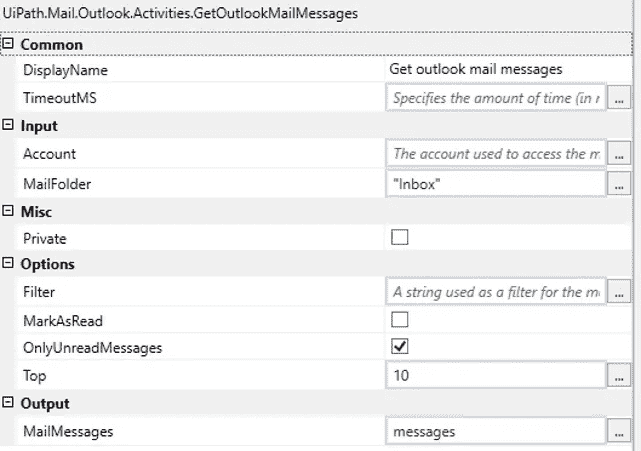 UiPath.Mail.Outlook.Activities.GetOutlookMailMessages
Common
DisplayName Get outlook mail messages
TimeoutMS Specifies the amount of time (in r ...
Input
Account The account used to access the m ...
MailFolder "Inbox" ...
Misc
Private
Options
Filter A string used as a filter for the m ...
MarkAsRead
OnlyUnreadMessages
Top 10 ...
Output
MailMessages messages ...